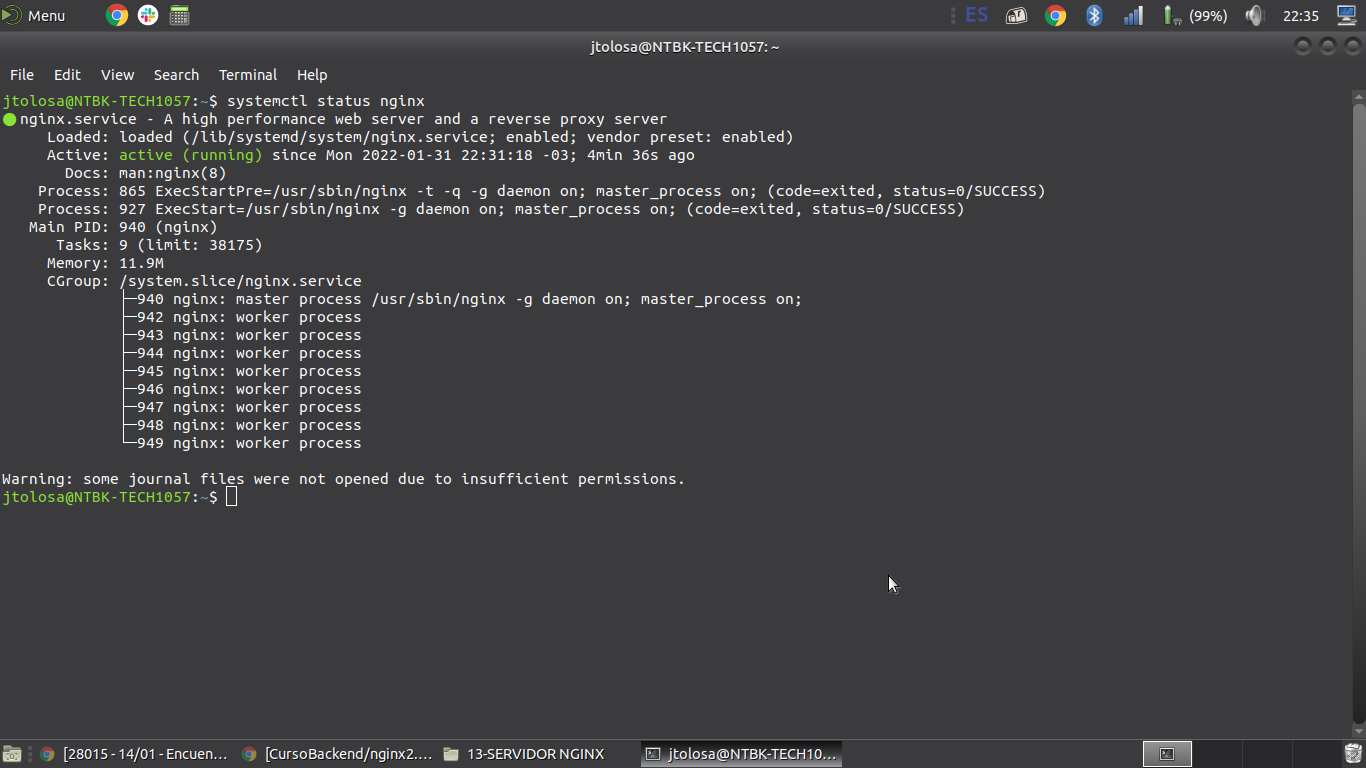 Menu
ES
(99%)
22:35
jtolosa@NTBK-TECH1057: ~
File Edit View Search Terminal Help
jtolosa@NTBK-TECH1057:~$ systemctl status nginx
●nginx.service - A high performance web server and a reverse proxy server
     Loaded: loaded (/lib/systemd/system/nginx.service; enabled; vendor preset: enabled)
     Active: active (running) since Mon 2022-01-31 22:31:18 -03; 4min 36s ago
       Docs: man:nginx(8)
    Process: 865 ExecStartPre=/usr/sbin/nginx -t -q -g daemon on; master_process on; (code=exited, status=0/SUCCESS)
    Process: 927 ExecStart=/usr/sbin/nginx -g daemon on; master_process on; (code=exited, status=0/SUCCESS)
   Main PID: 940 (nginx)
      Tasks: 9 (limit: 38175)
     Memory: 11.9M
     CGroup: /system.slice/nginx.service
             ├─940 nginx: master process /usr/sbin/nginx -g daemon on; master_process on;
             ├─942 nginx: worker process
             ├─943 nginx: worker process
             ├─944 nginx: worker process
             ├─945 nginx: worker process
             ├─946 nginx: worker process
             ├─947 nginx: worker process
             ├─948 nginx: worker process
             └─949 nginx: worker process
Warning: some journal files were not opened due to insufficient permissions.
jtolosa@NTBK-TECH1057:~$
[28015 - 14/01 - Encuen...
[CursoBackend/nginx2....
13-SERVIDOR NGINX
jtolosa@NTBK-TECH10...